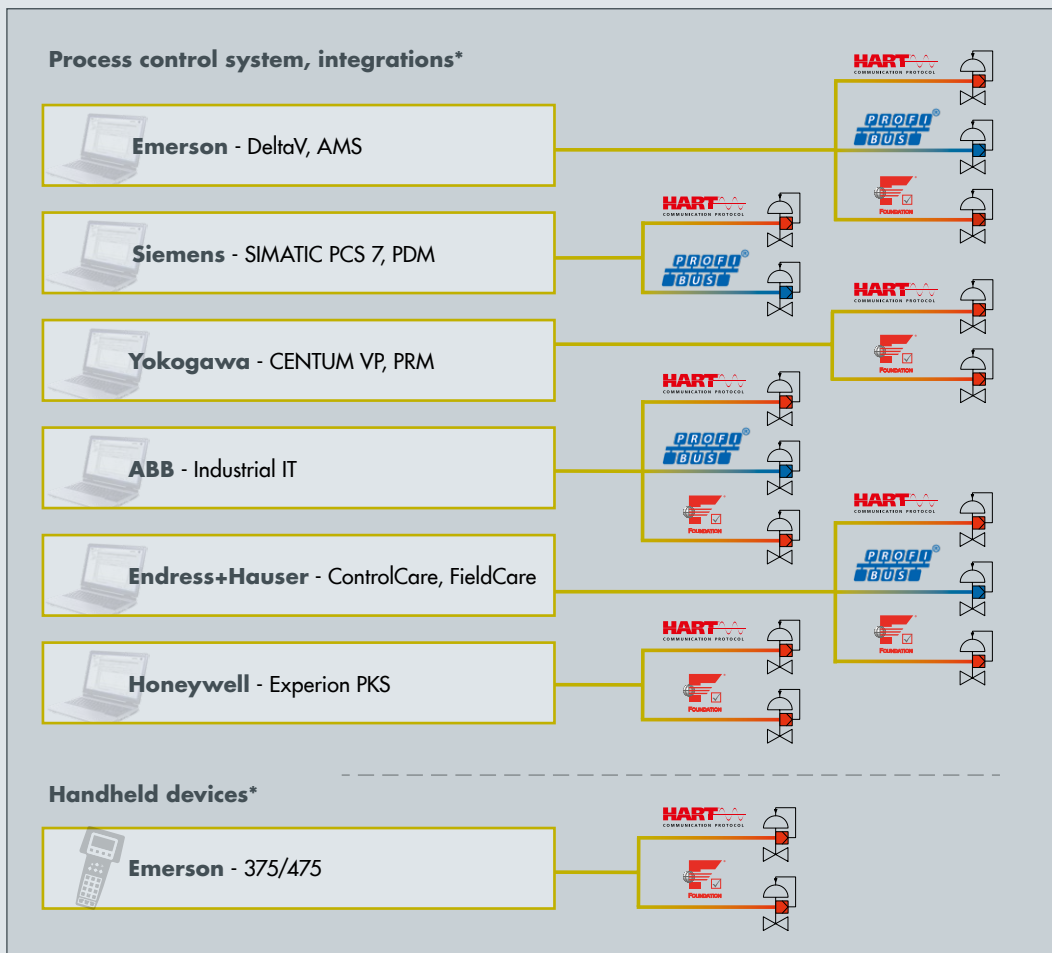 Process control system, integrations*
HART
COMMUNICATION PROTOCOL
Emerson - DeltaV, AMS
PROFI®
BUS
FOUNDATION
Siemens - SIMATIC PCS 7, PDM
HART
COMMUNICATION PROTOCOL
PROFI®
BUS
Yokogawa - CENTUM VP, PRM
HART
COMMUNICATION PROTOCOL
FOUNDATION
ABB - Industrial IT
HART
COMMUNICATION PROTOCOL
PROFI®
BUS
FOUNDATION
Endress+Hauser - ControlCare, FieldCare
HART
COMMUNICATION PROTOCOL
PROFI®
BUS
FOUNDATION
Honeywell - Experion PKS
HART
COMMUNICATION PROTOCOL
FOUNDATION
Handheld devices*
Emerson - 375/475
HART
COMMUNICATION PROTOCOL
FOUNDATION